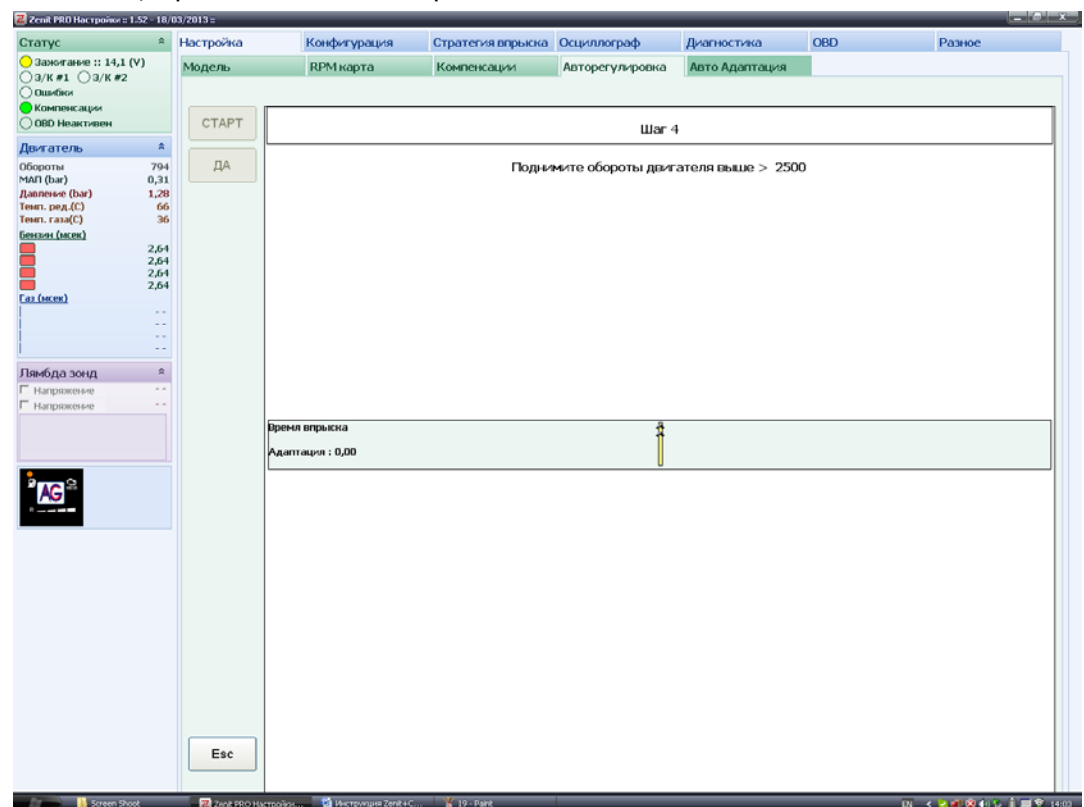 Zenit PRO Настройки :: 1.52 - 18/03/2013 ::
Статус
Зажигание :: 14,1 (V)
Э/К #1 Э/К #2
Ошибки
Компенсации
OBD Неактивен
Двигатель
Обороты 794
МАП (bar) 0,31
Давление (bar) 1,28
Темп. ред.(C) 66
Темп. газа(C) 36
Бензин (мсек)
2,64
2,64
2,64
2,64
Газ (мсек)
- -
- -
- -
- -
Лямбда зонд
Напряжение - -
Напряжение - -
AG
Настройка Конфигурация Стратегия впрыска Осциллограф Диагностика OBD Разное
Модель RPM карта Компенсации Авторегулировка Авто Адаптация
СТАРТ
ДА
Шаг 4
Поднимите обороты двигателя выше > 2500
Время впрыска
Адаптация : 0,00
Esc
Screen Shoot Zenit PRO Настройки... Инструкция Zenit+C... 19 - Paint EN 14:03